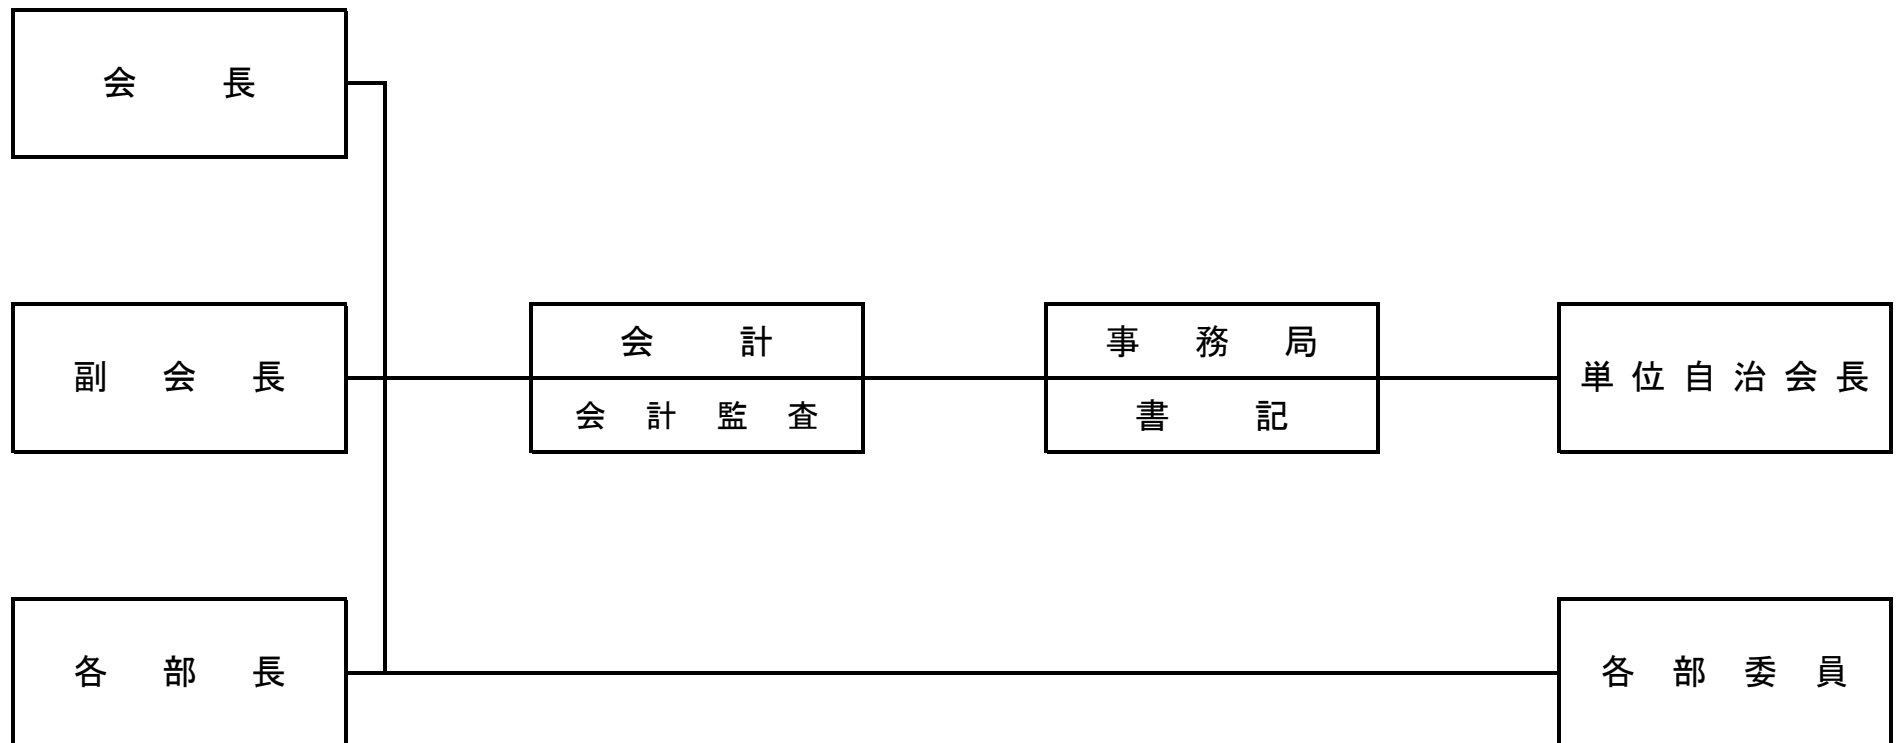 会長
副会長
会計
会計監査
事務局
書記
単位自治会長
各部長
各部委員